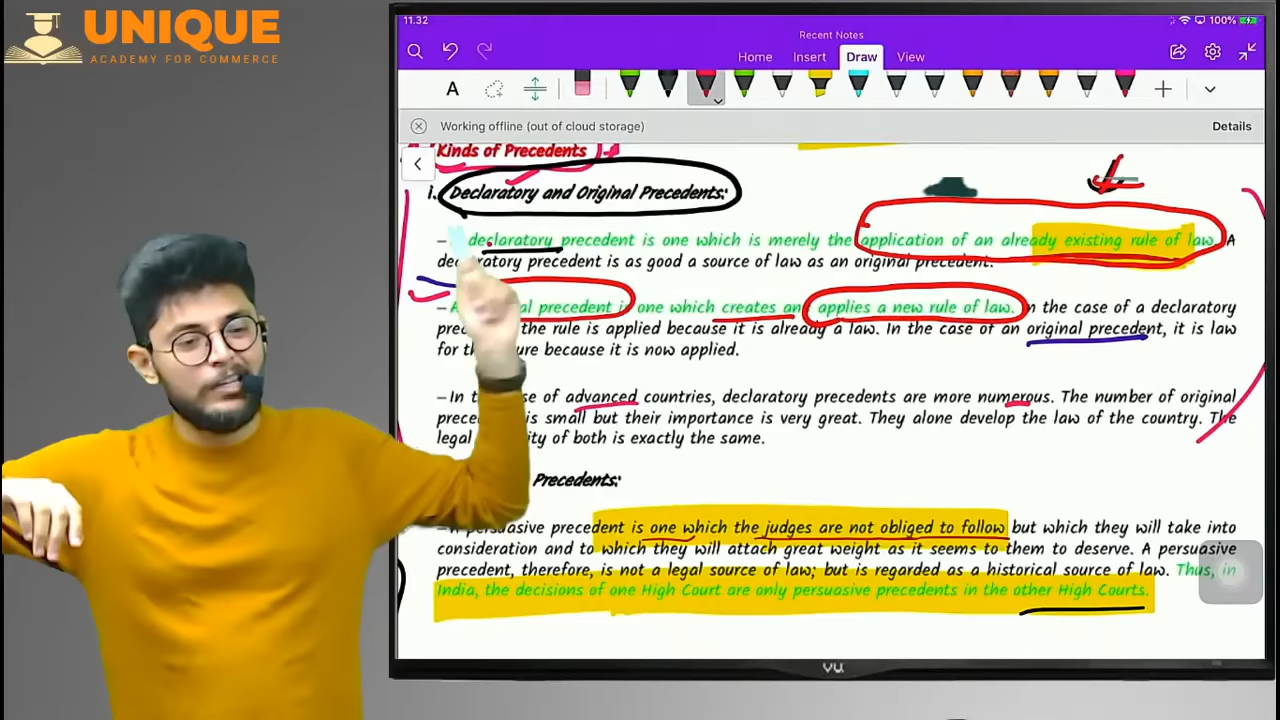 UNIQUE
ACADEMY FOR COMMERCE
11.32
100%
Recent Notes
Home Insert Draw View
A
Working offline (out of cloud storage)
Details
Kinds of Precedents
i. Declaratory and Original Precedents:
– declaratory precedent is one which is merely the application of an already existing rule of law. A
declaratory precedent is as good a source of law as an original precedent.
– A precedent is one which creates and applies a new rule of law. In the case of a declaratory
the rule is applied because it is already a law. In the case of an original precedent, it is law
for because it is now applied.
– In of advanced countries, declaratory precedents are more numerous. The number of original
is small but their importance is very great. They alone develop the law of the country. The
legal of both is exactly the same.
Precedents:
– A persuasive precedent is one which the judges are not obliged to follow but which they will take into
consideration and to which they will attach great weight as it seems to them to deserve. A persuasive
precedent, therefore, is not a legal source of law; but is regarded as a historical source of law. Thus, in
India, the decisions of one High Court are only persuasive precedents in the other High Courts.
VU